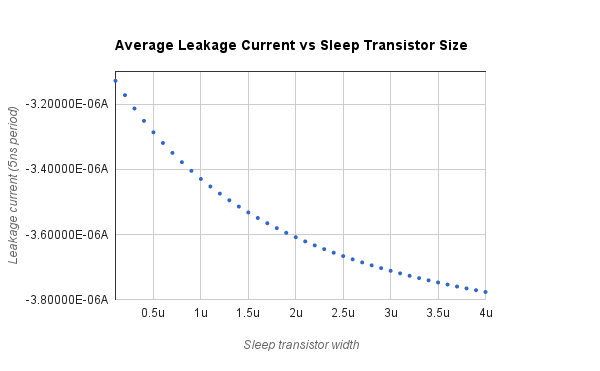 Average Leakage Current vs Sleep Transistor Size
Leakage current (5ns period)
-3.20000E-06A
-3.40000E-06A
-3.60000E-06A
-3.80000E-06A
0.5u 1u 1.5u 2u 2.5u 3u 3.5u 4u
Sleep transistor width